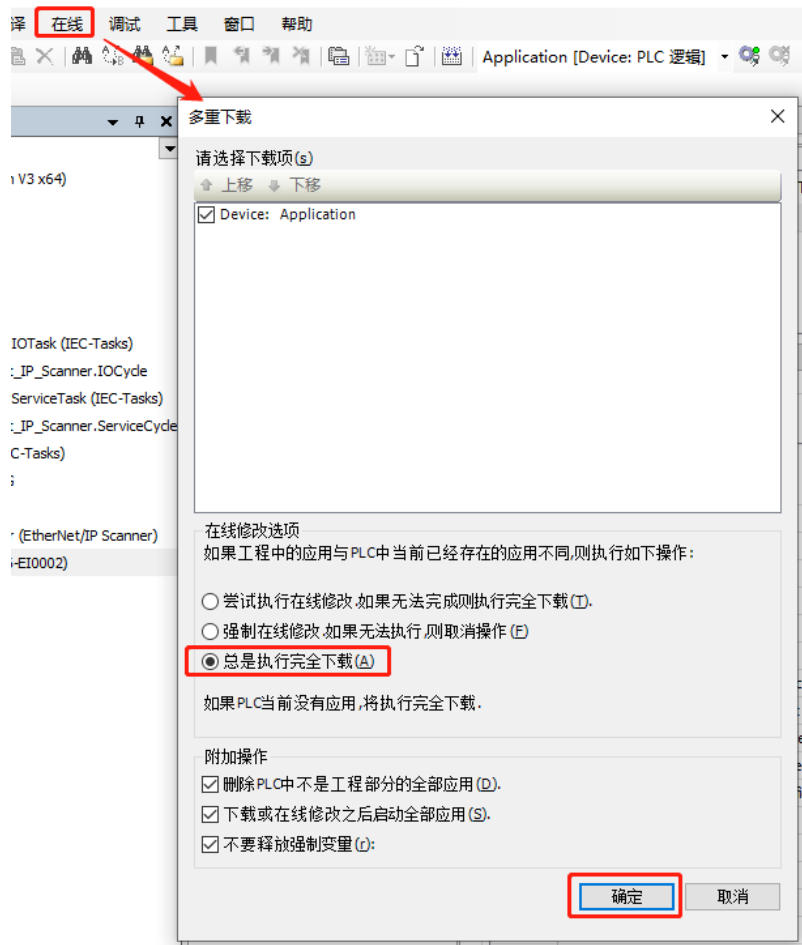 译 在线 调试 工具 窗口 帮助
Application [Device: PLC 逻辑]
多重下载
请选择下载项(s)
上移 下移
Device: Application
V3 x64)
IOTask (IEC-Tasks)
_IP_Scanner.IOCycle
ServiceTask (IEC-Tasks)
_IP_Scanner.ServiceCycle
C-Tasks)
(EtherNet/IP Scanner)
-EI0002)
在线修改选项
如果工程中的应用与PLC中当前已经存在的应用不同,则执行如下操作:
尝试执行在线修改.如果无法完成则执行完全下载(T).
强制在线修改.如果无法执行,则取消操作(F)
总是执行完全下载(A)
如果PLC当前没有应用,将执行完全下载.
附加操作
删除PLC中不是工程部分的全部应用(D).
下载或在线修改之后启动全部应用(S).
不要释放强制变量(r):
确定 取消